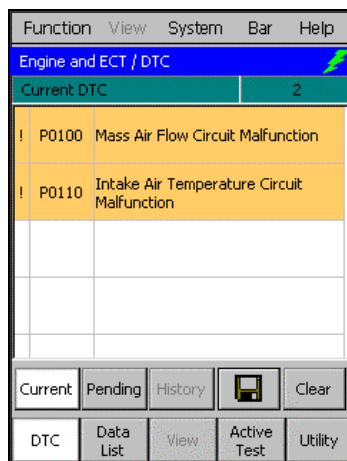 Function View System Bar Help
Engine and ECT / DTC
Current DTC 2
! P0100 Mass Air Flow Circuit Malfunction
! P0110 Intake Air Temperature Circuit
Malfunction
Current Pending History Clear
DTC Data List View Active Test Utility